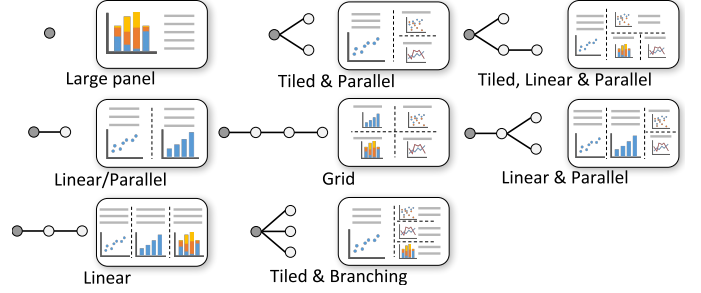 Large panel
Tiled & Parallel
Tiled, Linear & Parallel
Linear/Parallel
Grid
Linear & Parallel
Linear
Tiled & Branching